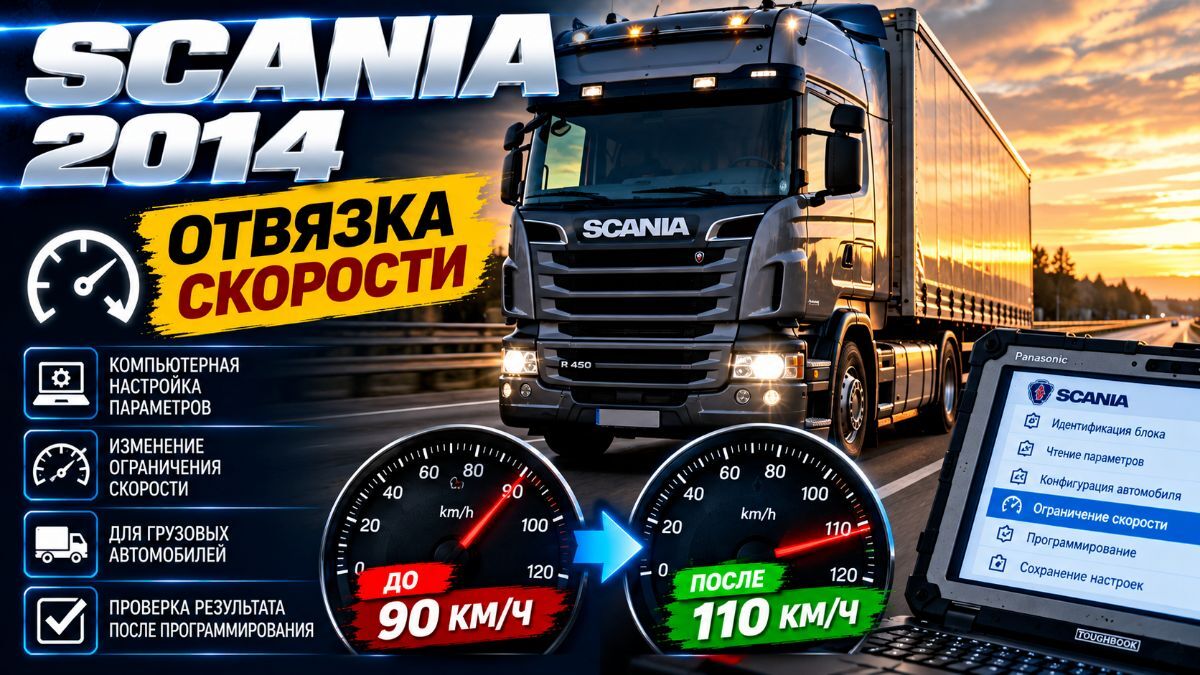 SCANIA
2014
ОТВЯЗКА
СКОРОСТИ
КОМПЬЮТЕРНАЯ
НАСТРОЙКА
ПАРАМЕТРОВ
ИЗМЕНЕНИЕ
ОГРАНИЧЕНИЯ
СКОРОСТИ
ДЛЯ ГРУЗОВЫХ
АВТОМОБИЛЕЙ
ПРОВЕРКА РЕЗУЛЬТАТА
ПОСЛЕ ПРОГРАММИРОВАНИЯ
SCANIA
R 450
0
20
40
60
80
90
100
120
km/h
ДО
90 КМ/Ч
0
20
40
60
80
100
110
120
km/h
ПОСЛЕ
110 КМ/Ч
Panasonic
SCANIA
Идентификация блока
Чтение параметров
Конфигурация автомобиля
Ограничение скорости
Программирование
Сохранение настроек
TOUGHBOOK